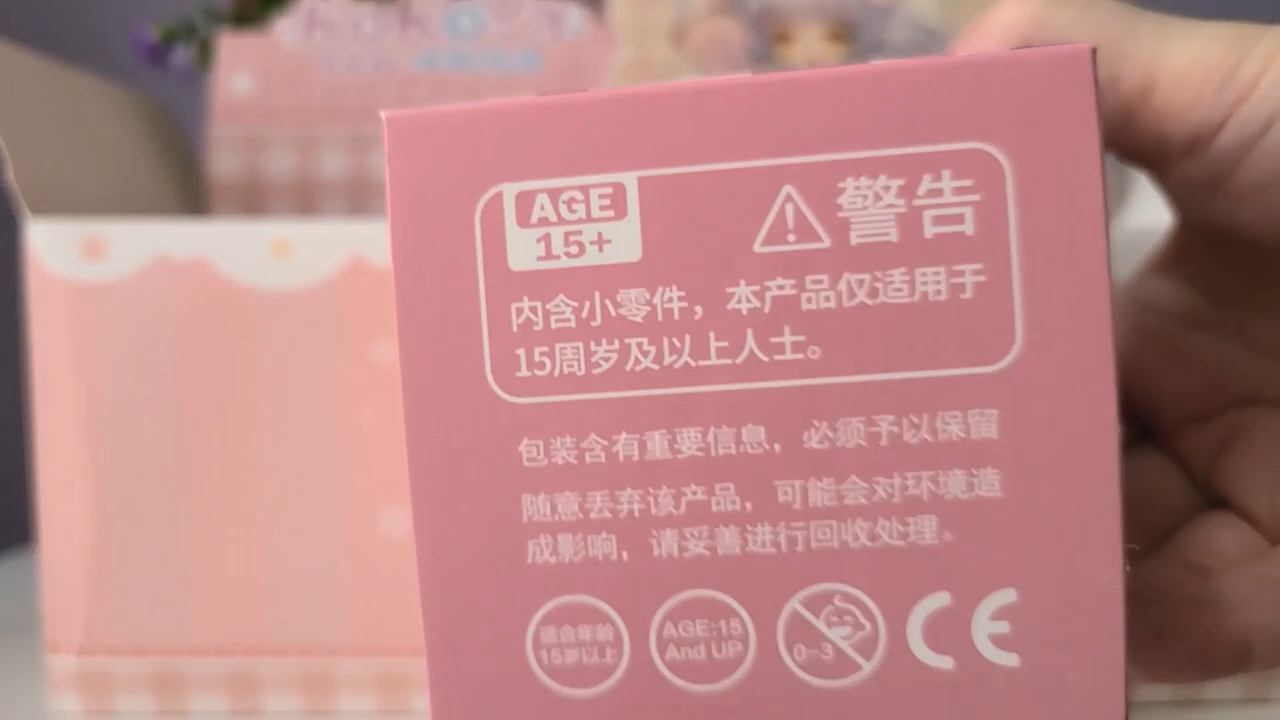 AGE
15+
警告
内含小零件，本产品仅适用于
15周岁及以上人士。
包装含有重要信息，必须予以保留
随意丢弃该产品，可能会对环境造
成影响，请妥善进行回收处理。
适合年龄
15岁以上
AGE:15
And UP
0-3
CE